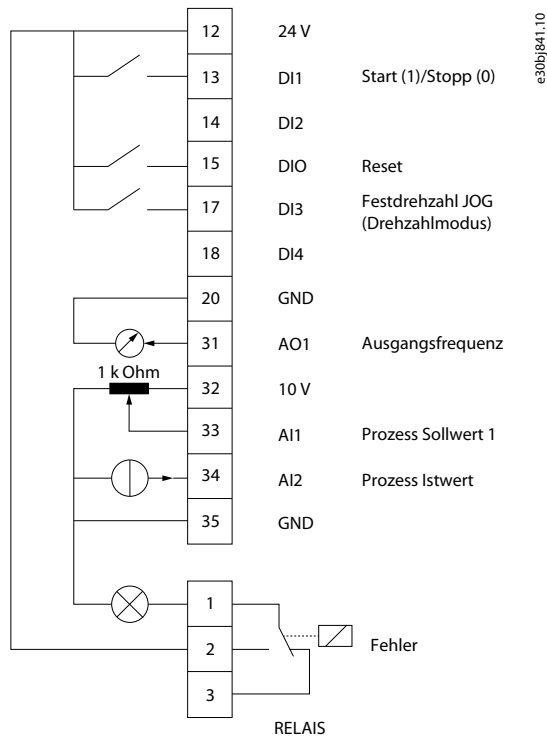 e30bj841.10
12 24 V
13 DI1 Start (1)/Stopp (0)
14 DI2
15 DIO Reset
17 DI3 Festdrehzahl JOG
(Drehzahlmodus)
18 DI4
20 GND
31 AO1 Ausgangsfrequenz
1 k Ohm
32 10 V
33 AI1 Prozess Sollwert 1
34 AI2 Prozess Istwert
35 GND
1
2 Fehler
3
RELAIS